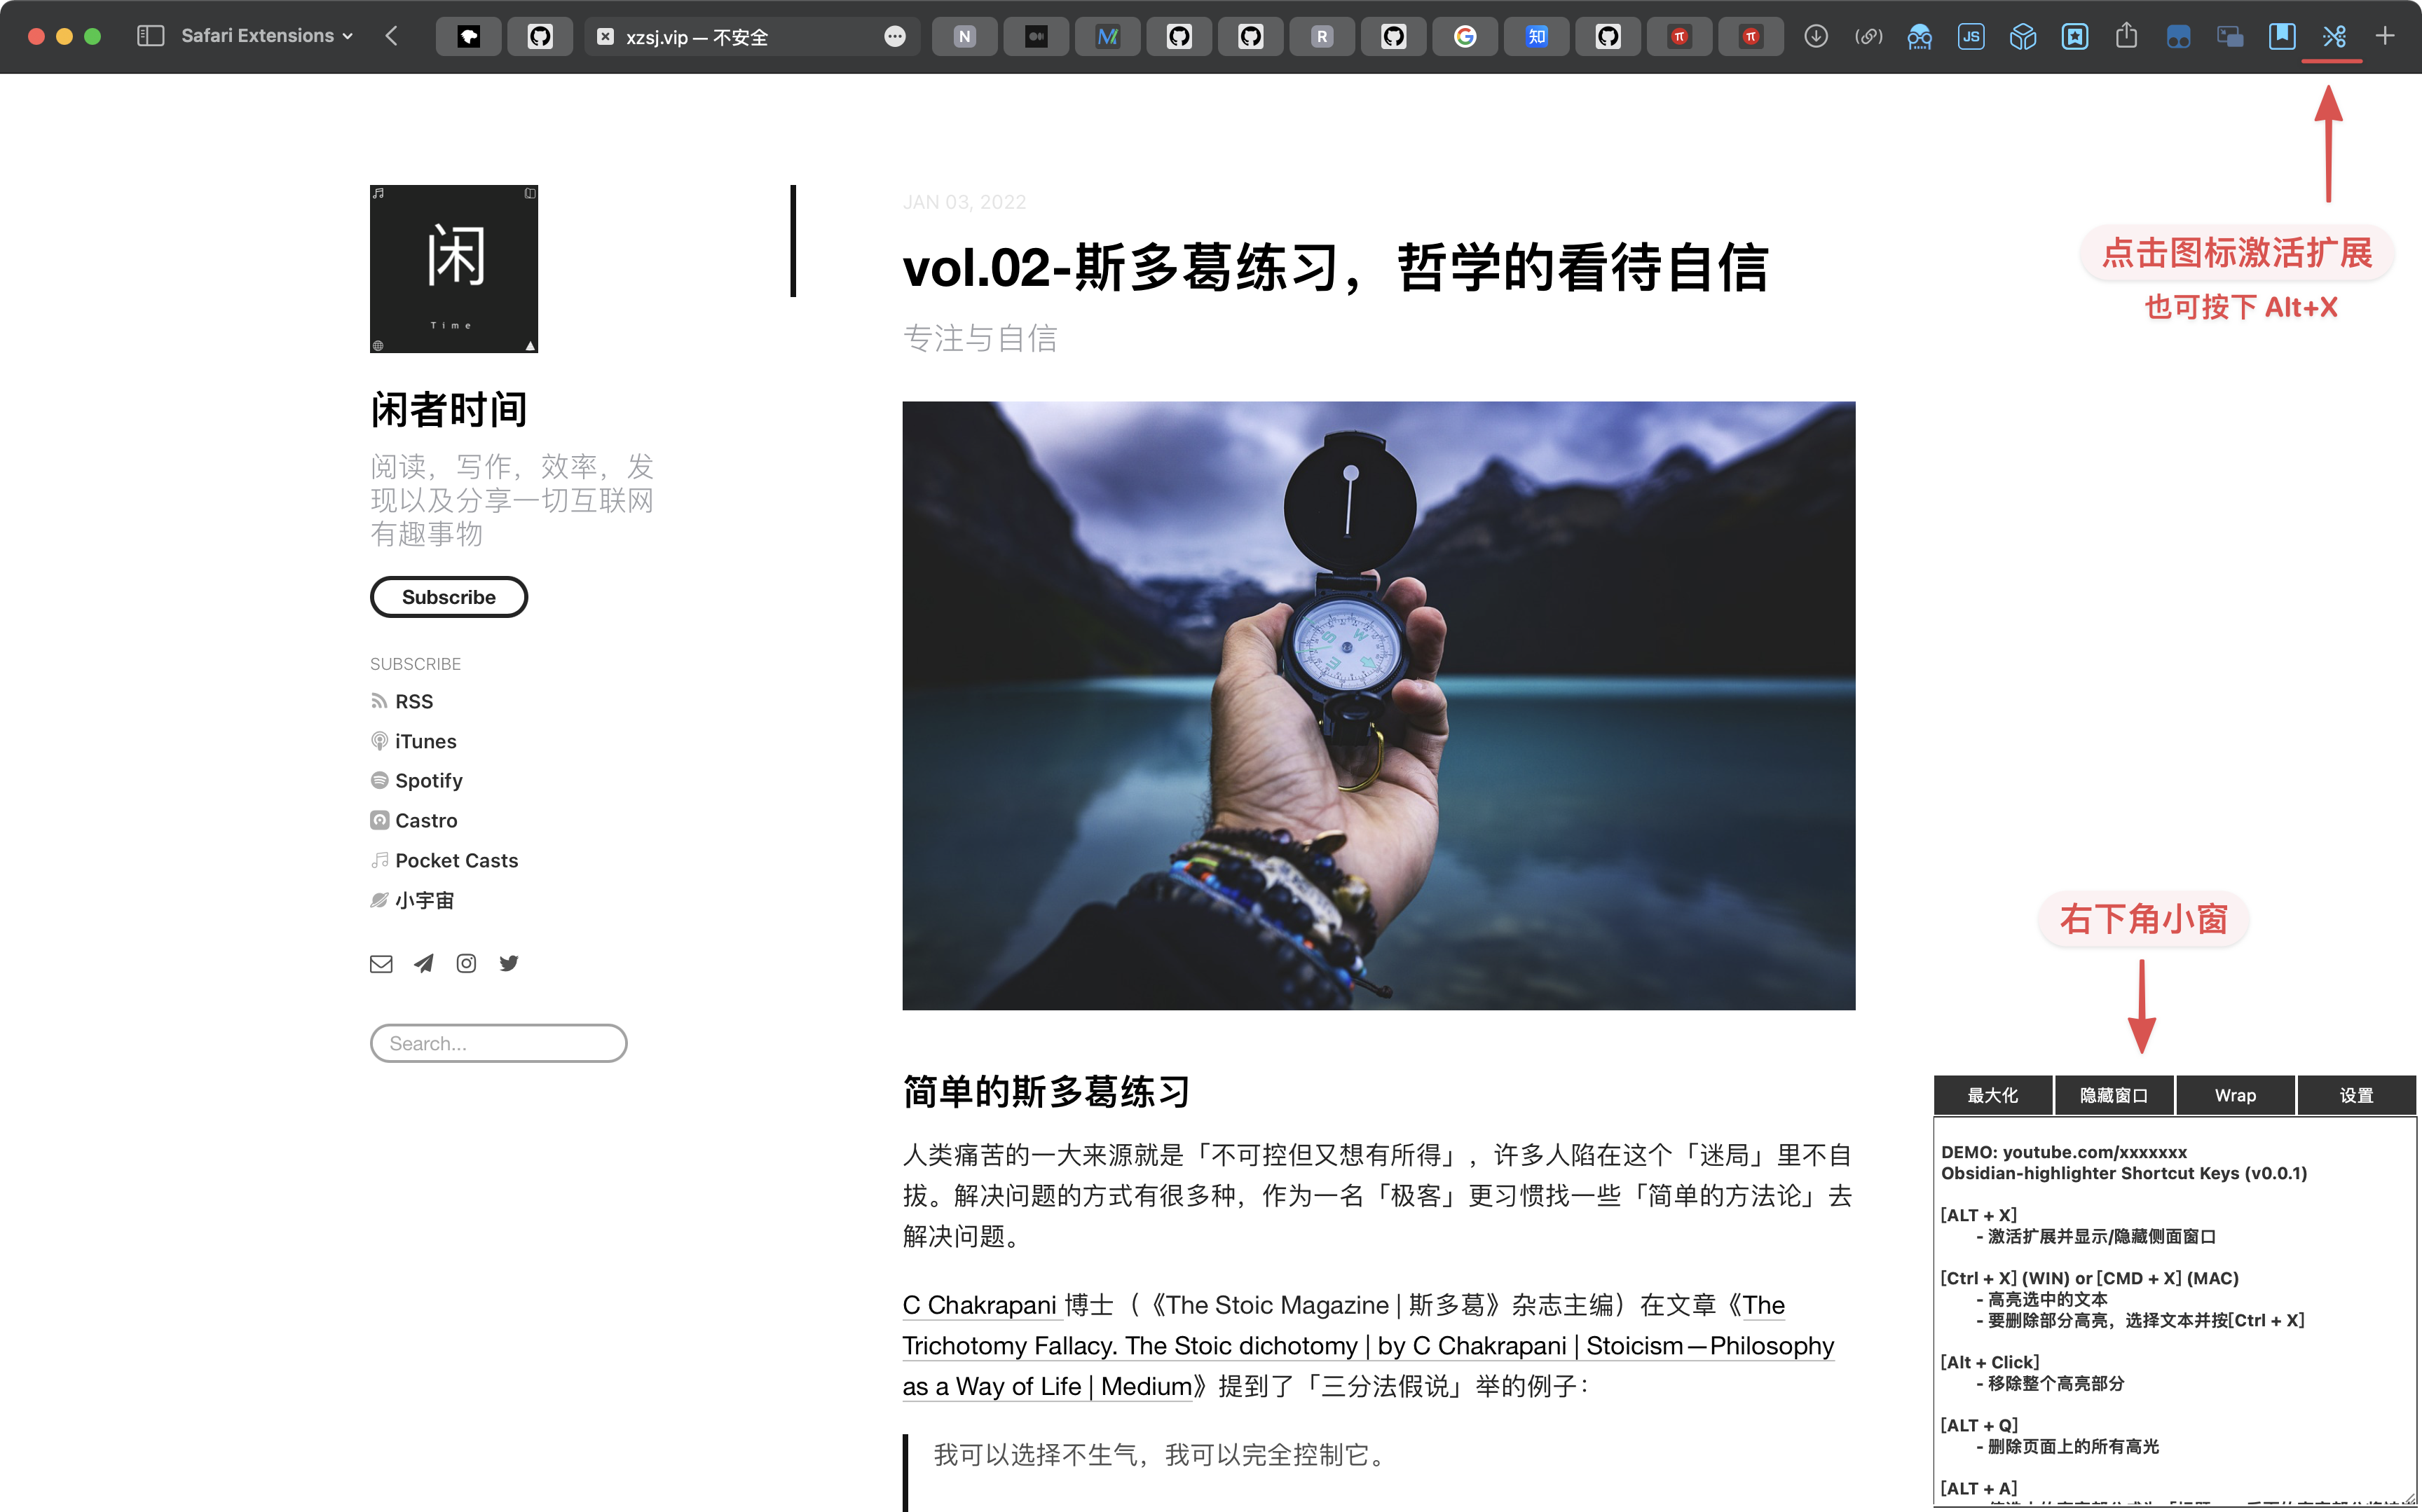 Safari Extensions
xzsj.vip — 不安全
N
R
知
π
π
JS
点击图标激活扩展
也可按下 Alt+X
闲
Time
闲者时间
阅读，写作，效率，发
现以及分享一切互联网
有趣事物
Subscribe
SUBSCRIBE
RSS
iTunes
Spotify
Castro
Pocket Casts
小宇宙
Search...
JAN 03, 2022
vol.02-斯多葛练习，哲学的看待自信
专注与自信
简单的斯多葛练习
人类痛苦的一大来源就是「不可控但又想有所得」，许多人陷在这个「迷局」里不自
拔。解决问题的方式有很多种，作为一名「极客」更习惯找一些「简单的方法论」去
解决问题。
C Chakrapani 博士（《The Stoic Magazine | 斯多葛》杂志主编）在文章《The
Trichotomy Fallacy. The Stoic dichotomy | by C Chakrapani | Stoicism — Philosophy
as a Way of Life | Medium》提到了「三分法假说」举的例子：
我可以选择不生气，我可以完全控制它。
右下角小窗
最大化 隐藏窗口 Wrap 设置
DEMO: youtube.com/xxxxxxx
Obsidian-highlighter Shortcut Keys (v0.0.1)
[ALT + X]
- 激活扩展并显示/隐藏侧面窗口
[Ctrl + X] (WIN) or [CMD + X] (MAC)
- 高亮选中的文本
- 要删除部分高亮，选择文本并按[Ctrl + X]
[Alt + Click]
- 移除整个高亮部分
[ALT + Q]
- 删除页面上的所有高光
[ALT + A]